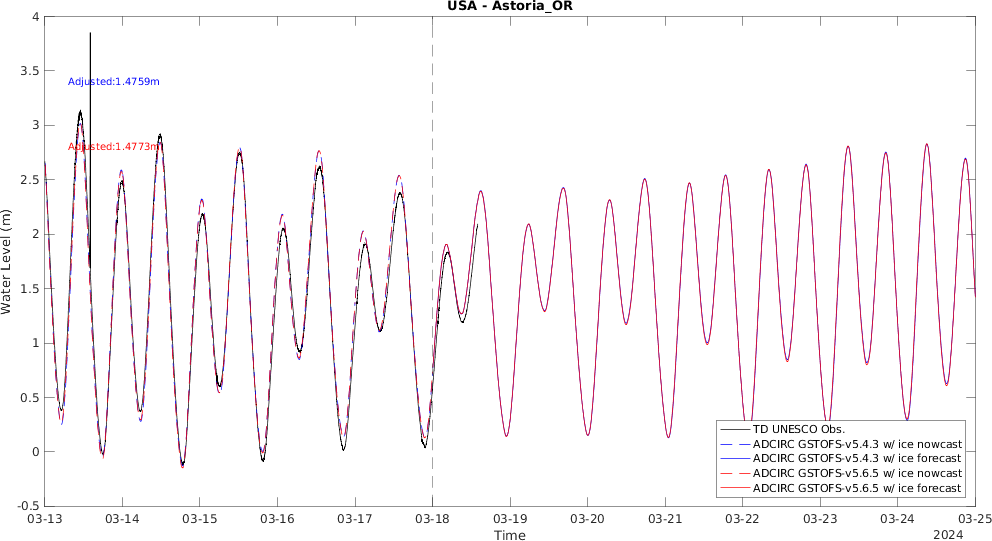 USA - Astoria_OR
4
3.5
3
2.5
2
1.5
1
0.5
0
-0.5
Water Level (m)
Adjusted:1.4759m
Adjusted:1.4773m
TD UNESCO Obs.
ADCIRC GSTOFS-v5.4.3 w/ ice nowcast
ADCIRC GSTOFS-v5.4.3 w/ ice forecast
ADCIRC GSTOFS-v5.6.5 w/ ice nowcast
ADCIRC GSTOFS-v5.6.5 w/ ice forecast
03-13 03-14 03-15 03-16 03-17 03-18 03-19 03-20 03-21 03-22 03-23 03-24 03-25
Time
2024